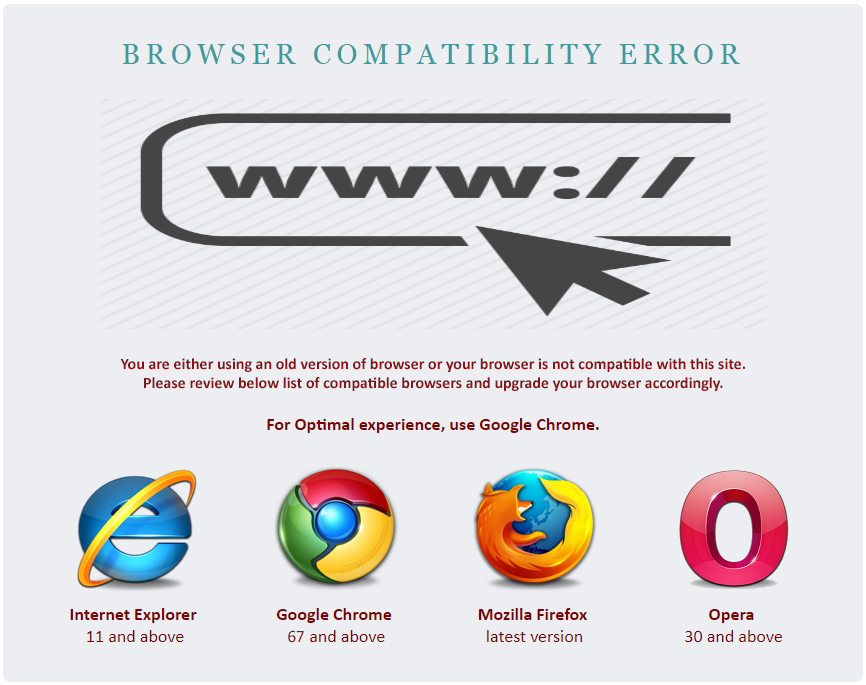 BROWSER COMPATIBILITY ERROR
www://
You are either using an old version of browser or your browser is not compatible with this site.
Please review below list of compatible browsers and upgrade your browser accordingly.
For Optimal experience, use Google Chrome.
Internet Explorer
11 and above
Google Chrome
67 and above
Mozilla Firefox
latest version
Opera
30 and above